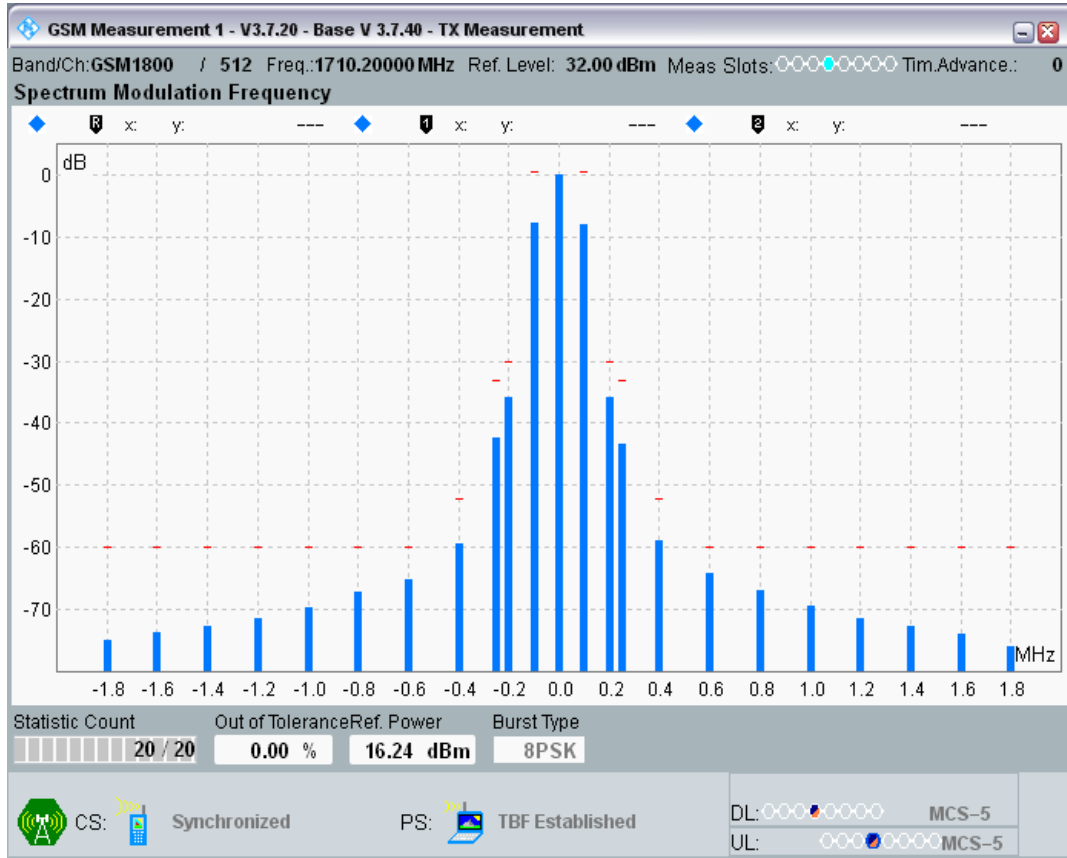 GSM Measurement 1 - V3.7.20 - Base V 3.7.40 - TX Measurement
Band/Ch:GSM1800 / 512 Freq.:1710.20000 MHz Ref. Level: 32.00 dBm Meas Slots: Tim.Advance.: 0
Spectrum Modulation Frequency
R x: y: --- 1 x: y: --- 2 x: y: ---
dB
0
-10
-20
-30
-40
-50
-60
-70
MHz
-1.8 -1.6 -1.4 -1.2 -1.0 -0.8 -0.6 -0.4 -0.2 0.0 0.2 0.4 0.6 0.8 1.0 1.2 1.4 1.6 1.8
Statistic Count Out of Tolerance Ref. Power Burst Type
20 / 20 0.00 % 16.24 dBm 8PSK
CS: Synchronized PS: TBF Established
DL: MCS-5
UL: MCS-5